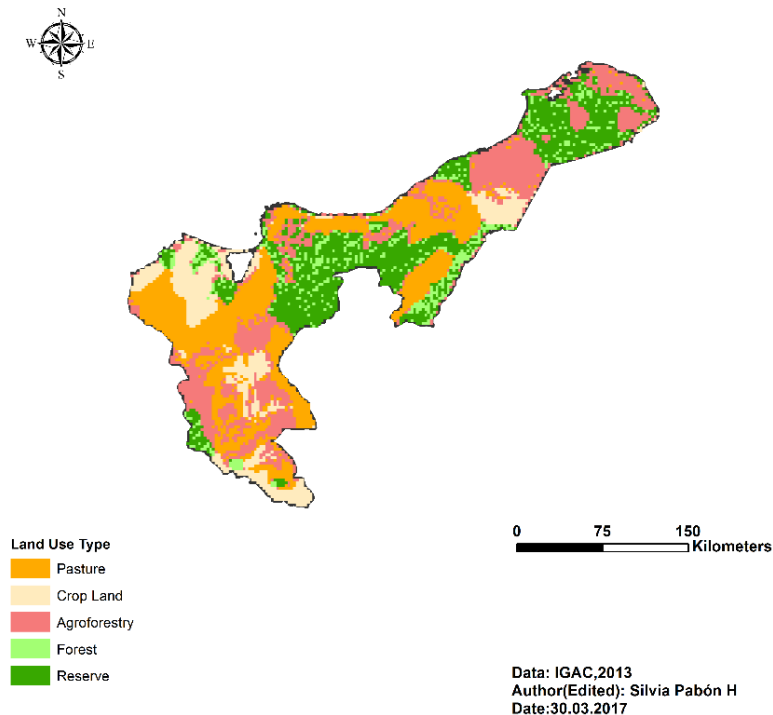 N
W E
S
0 75 150
Kilometers
Land Use Type
Pasture
Crop Land
Agroforestry
Forest
Reserve
Data: IGAC,2013
Author(Edited): Silvia Pabón H
Date:30.03.2017